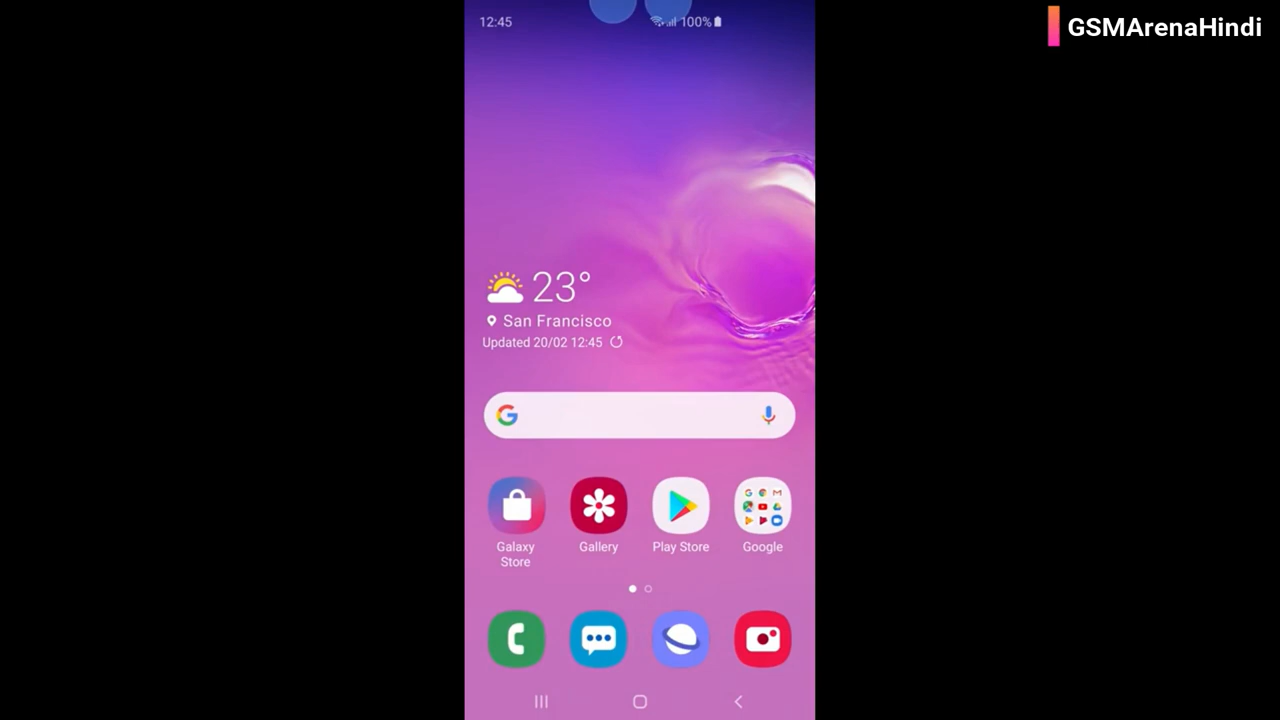 12:45
100%
GSMArenaHindi
23°
San Francisco
Updated 20/02 12:45
Galaxy
Store
Gallery
Play Store
Google